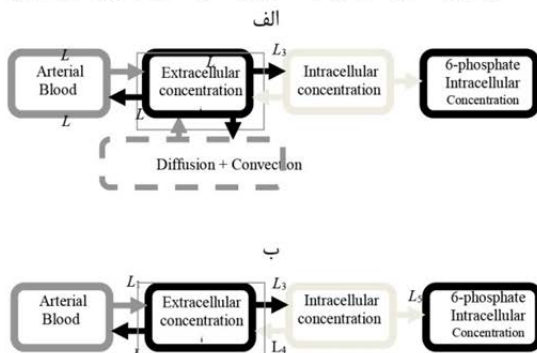 الف
L
L
L3
Arterial
Blood
Extracellular
concentration
Intracellular
concentration
6-phosphate
Intracellular
Concentration
L
L
Diffusion + Convection
ب
L
L3
L5
Arterial
Blood
Extracellular
concentration
Intracellular
concentration
6-phosphate
Intracellular
Concentration
L4